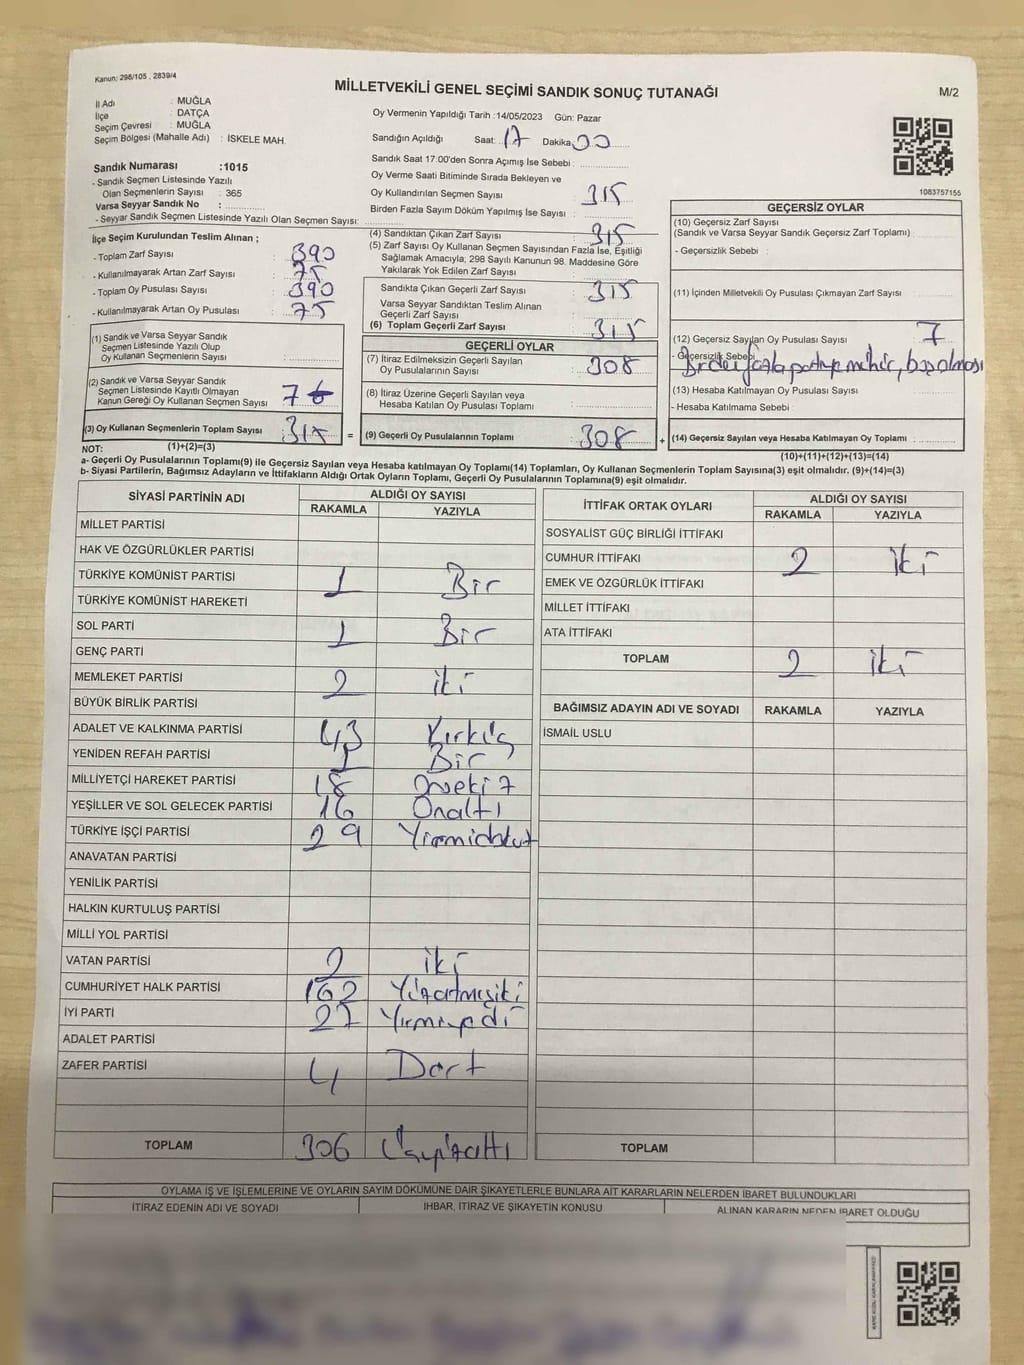 Kanun: 298/105 , 2839/4
MİLLETVEKİLİ GENEL SEÇİMİ SANDIK SONUÇ TUTANAĞI
M/2
İl Adı : MUĞLA
İlçe : DATÇA
Seçim Çevresi : MUĞLA
Seçim Bölgesi (Mahalle Adı) : İSKELE MAH.
Sandık Numarası :1015
- Sandık Seçmen Listesinde Yazılı
Olan Seçmenlerin Sayısı : 365
Varsa Seyyar Sandık No :
- Seyyar Sandık Seçmen Listesinde Yazılı Olan Seçmen Sayısı:
Oy Vermenin Yapıldığı Tarih :14/05/2023 Gün: Pazar
Sandığın Açıldığı Saat: 17 Dakika:00
Sandık Saat 17:00'den Sonra Açımış İse Sebebi :
Oy Verme Saati Bitiminde Sırada Bekleyen ve
Oy Kullandırılan Seçmen Sayısı : 315
Birden Fazla Sayım Döküm Yapılmış İse Sayısı :
1083757155
İlçe Seçim Kurulundan Teslim Alınan ;
- Toplam Zarf Sayısı : 390
- Kullanılmayarak Artan Zarf Sayısı : 75
- Toplam Oy Pusulası Sayısı : 390
- Kullanılmayarak Artan Oy Pusulası : 75
(1) Sandık ve Varsa Seyyar Sandık
Seçmen Listesinde Yazılı Olup
Oy Kullanan Seçmenlerin Sayısı :
(2) Sandık ve Varsa Seyyar Sandık
Seçmen Listesinde Kayıtlı Olmayan
Kanun Gereği Oy Kullanan Seçmen Sayısı : 7
(3) Oy Kullanan Seçmenlerin Toplam Sayısı 315
(1)+(2)=(3)
(4) Sandıktan Çıkan Zarf Sayısı : 315
(5) Zarf Sayısı Oy Kullanan Seçmen Sayısından Fazla İse, Eşitliği
Sağlamak Amacıyla, 298 Sayılı Kanunun 98. Maddesine Göre
Yakılarak Yok Edilen Zarf Sayısı :
Sandıkta Çıkan Geçerli Zarf Sayısı : 315
Varsa Seyyar Sandıktan Teslim Alınan
Geçerli Zarf Sayısı :
(6) Toplam Geçerli Zarf Sayısı : 315
GEÇERLİ OYLAR
(7) İtiraz Edilmeksizin Geçerli Sayılan
Oy Pusulalarının Sayısı : 308
(8) İtiraz Üzerine Geçerli Sayılan veya
Hesaba Katılan Oy Pusulası Toplamı :
= (9) Geçerli Oy Pusulalarının Toplamı : 308 +
GEÇERSİZ OYLAR
(10) Geçersiz Zarf Sayısı
(Sandık ve Varsa Seyyar Sandık Geçersiz Zarf Toplamı) :
- Geçersizlik Sebebi :
(11) İçinden Milletvekili Oy Pusulası Çıkmayan Zarf Sayısı :
(12) Geçersiz Sayılan Oy Pusulası Sayısı : 7
- Geçersizlik Sebebi
(13) Hesaba Katılmayan Oy Pusulası Sayısı :
- Hesaba Katılmama Sebebi :
(14) Geçersiz Sayılan veya Hesaba Katılmayan Oy Toplamı :
(10)+(11)+(12)+(13)=(14)
NOT:
a- Geçerli Oy Pusulalarının Toplamı(9) ile Geçersiz Sayılan veya Hesaba katılmayan Oy Toplamı(14) Toplamları, Oy Kullanan Seçmenlerin Toplam Sayısına(3) eşit olmalıdır. (9)+(14)=(3)
b- Siyasi Partilerin, Bağımsız Adayların ve İttifakların Aldığı Ortak Oyların Toplamı, Geçerli Oy Pusulalarının Toplamına(9) eşit olmalıdır.
SİYASİ PARTİNİN ADI ALDIĞI OY SAYISI
RAKAMLA YAZIYLA
MİLLET PARTİSİ
HAK VE ÖZGÜRLÜKLER PARTİSİ
TÜRKİYE KOMÜNİST PARTİSİ 1 Bir
TÜRKİYE KOMÜNİST HAREKETİ
SOL PARTİ 1 Bir
GENÇ PARTİ
MEMLEKET PARTİSİ 2 iki
BÜYÜK BİRLİK PARTİSİ
ADALET VE KALKINMA PARTİSİ 43 Kırküç
YENİDEN REFAH PARTİSİ 1 Bir
MİLLİYETÇİ HAREKET PARTİSİ 18
YEŞİLLER VE SOL GELECEK PARTİSİ 16 Onaltı
TÜRKİYE İŞÇİ PARTİSİ 29 Yirmidokuz
ANAVATAN PARTİSİ
YENİLİK PARTİSİ
HALKIN KURTULUŞ PARTİSİ
MİLLİ YOL PARTİSİ
VATAN PARTİSİ 2 iki
CUMHURİYET HALK PARTİSİ 162 Yüzatmışiki
İYİ PARTİ 27 Yirmiyedi
ADALET PARTİSİ
ZAFER PARTİSİ 4 Dört
TOPLAM 306 Üçyüzaltı
İTTİFAK ORTAK OYLARI ALDIĞI OY SAYISI
RAKAMLA YAZIYLA
SOSYALİST GÜÇ BİRLİĞİ İTTİFAKI
CUMHUR İTTİFAKI 2 iki
EMEK VE ÖZGÜRLÜK İTTİFAKI
MİLLET İTTİFAKI
ATA İTTİFAKI
TOPLAM 2 iki
BAĞIMSIZ ADAYIN ADI VE SOYADI RAKAMLA YAZIYLA
İSMAİL USLU
TOPLAM
OYLAMA İŞ VE İŞLEMLERİNE VE OYLARIN SAYIM DÖKÜMÜNE DAİR ŞİKAYETLERLE BUNLARA AİT KARARLARIN NELERDEN İBARET BULUNDUKLARI
İTİRAZ EDENİN ADI VE SOYADI İHBAR, İTİRAZ VE ŞİKAYETİN KONUSU ALINAN KARARIN NEDEN İBARET OLDUĞU